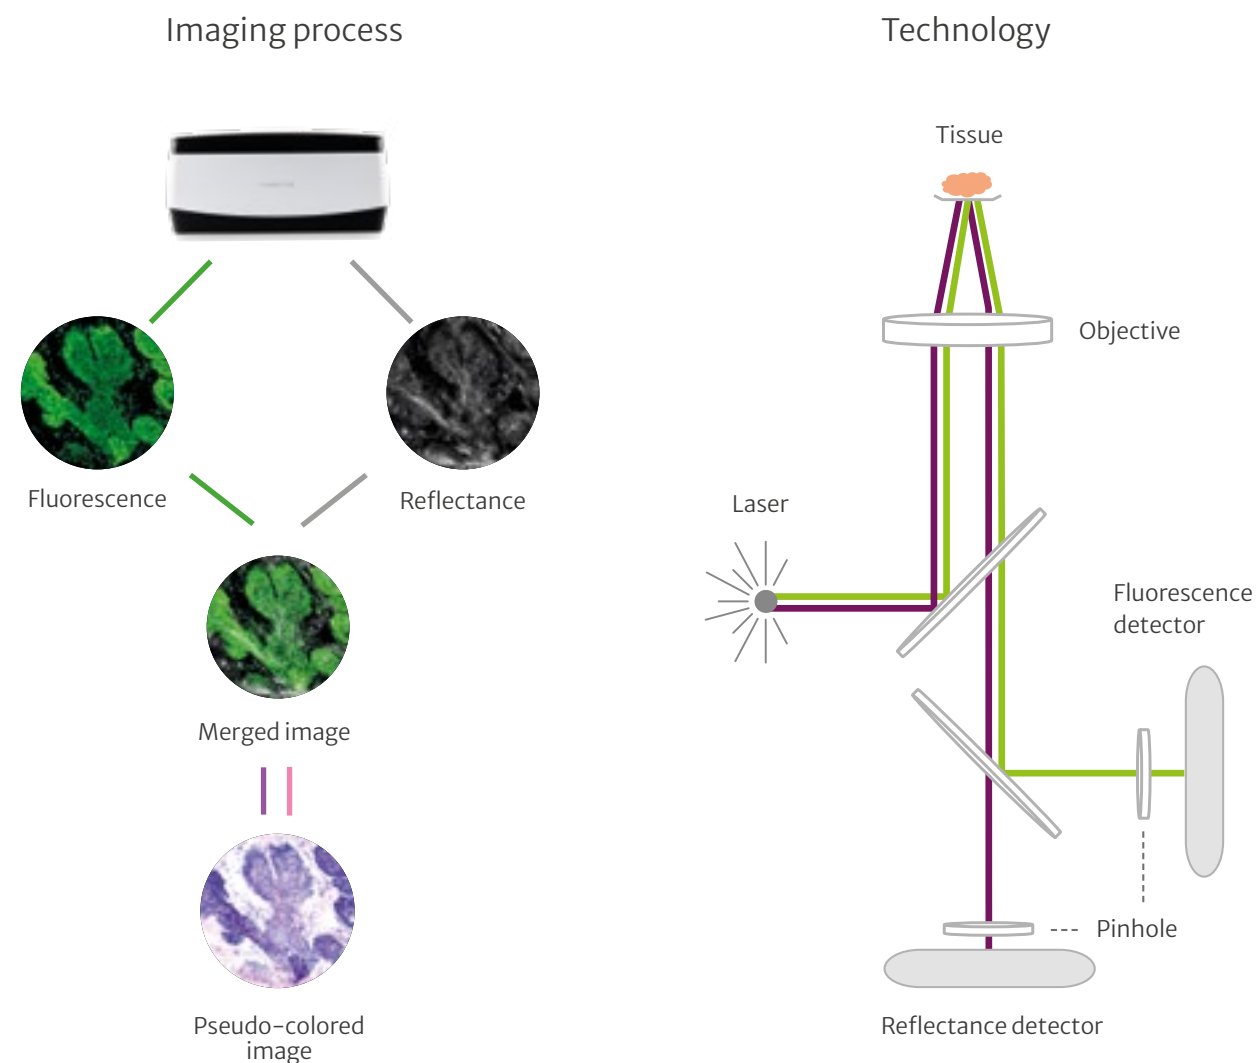 Imaging process
Technology
Tissue
Objective
Fluorescence
Reflectance
Laser
Fluorescence
detector
Merged image
Pinhole
Pseudo-colored
image
Reflectance detector